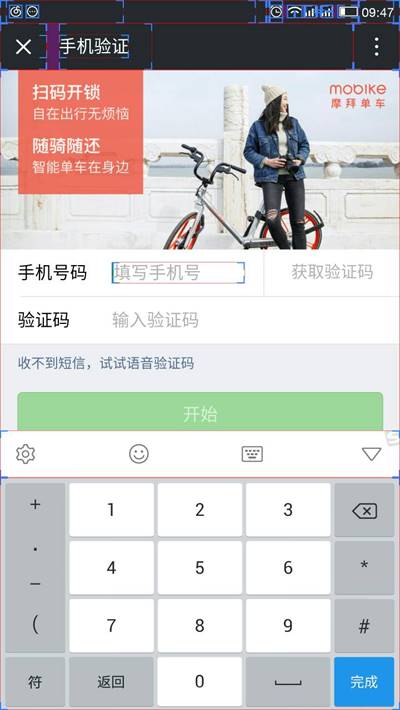 09:47
手机验证
扫码开锁
自在出行无烦恼
随骑随还
智能单车在身边
mobike
摩拜单车
手机号码 填写手机号 获取验证码
验证码 输入验证码
收不到短信，试试语音验证码
开始
+ 1 2 3
. 4 5 6 *
-
( 7 8 9 #
符 返回 0 完成